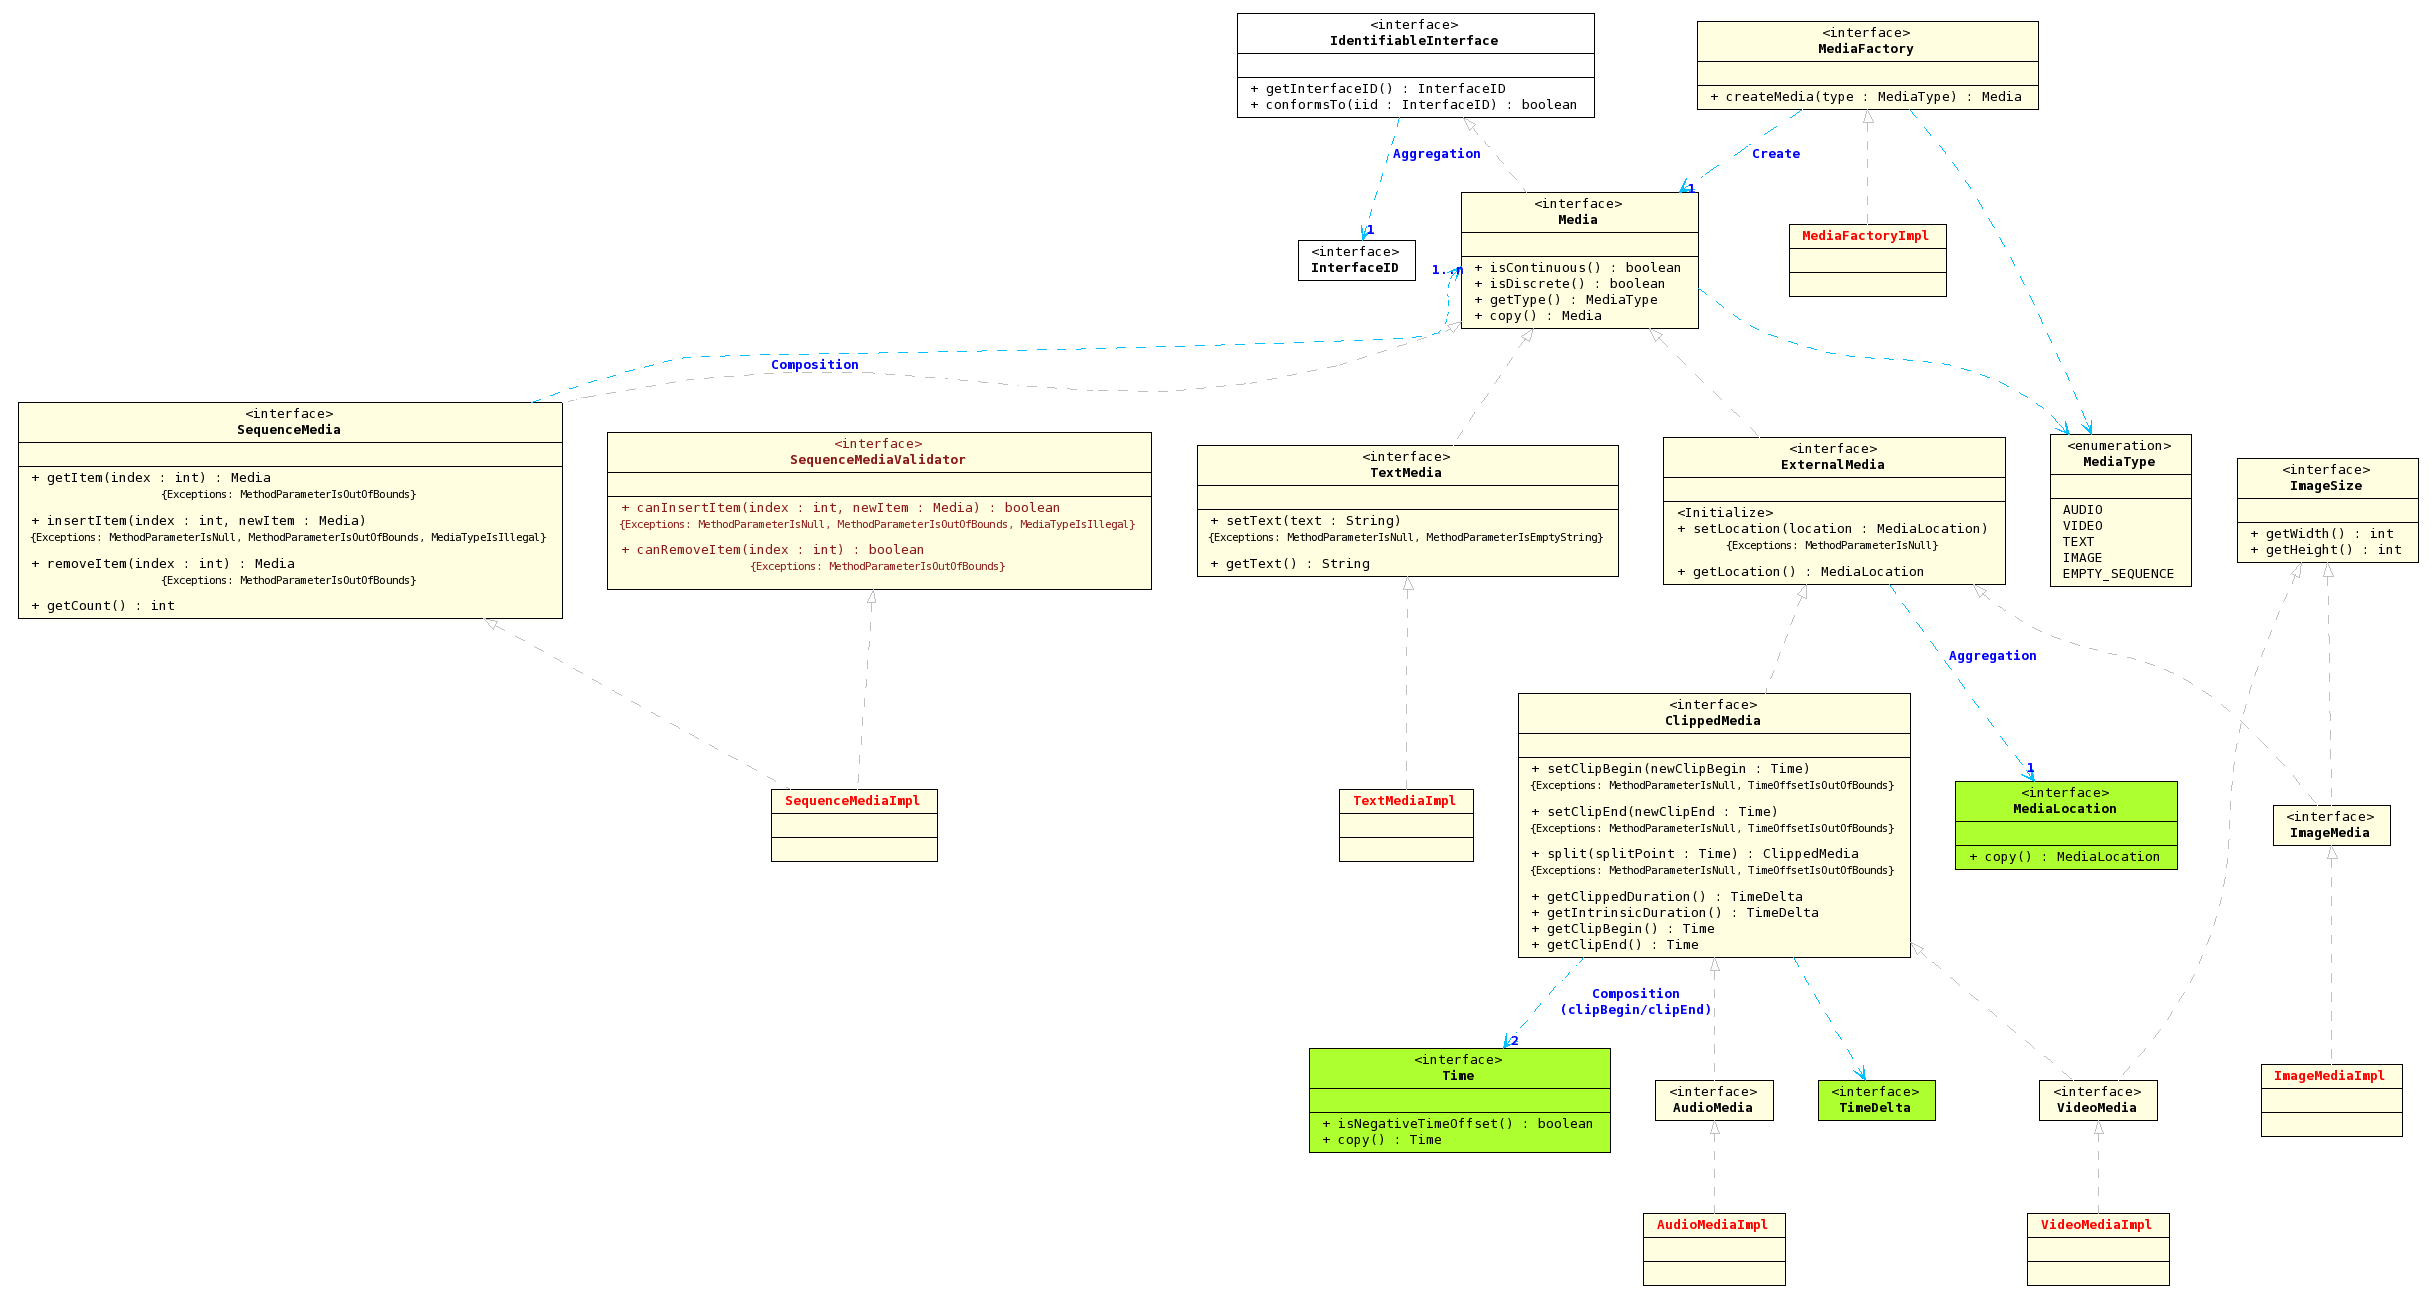 <interface>
IdentifiableInterface
+ getInterfaceID() : InterfaceID
+ conformsTo(iid : InterfaceID) : boolean
<interface>
MediaFactory
+ createMedia(type : MediaType) : Media
Aggregation
1
Create
1
<interface>
InterfaceID
<interface>
Media
+ isContinuous() : boolean
+ isDiscrete() : boolean
+ getType() : MediaType
+ copy() : Media
MediaFactoryImpl
1..n
Composition
<interface>
SequenceMedia
+ getItem(index : int) : Media
{Exceptions: MethodParameterIsOutOfBounds}
+ insertItem(index : int, newItem : Media)
{Exceptions: MethodParameterIsNull, MethodParameterIsOutOfBounds, MediaTypeIsIllegal}
+ removeItem(index : int) : Media
{Exceptions: MethodParameterIsOutOfBounds}
+ getCount() : int
<interface>
SequenceMediaValidator
+ canInsertItem(index : int, newItem : Media) : boolean
{Exceptions: MethodParameterIsNull, MethodParameterIsOutOfBounds, MediaTypeIsIllegal}
+ canRemoveItem(index : int) : boolean
{Exceptions: MethodParameterIsOutOfBounds}
<interface>
TextMedia
+ setText(text : String)
{Exceptions: MethodParameterIsNull, MethodParameterIsEmptyString}
+ getText() : String
<interface>
ExternalMedia
<Initialize>
+ setLocation(location : MediaLocation)
{Exceptions: MethodParameterIsNull}
+ getLocation() : MediaLocation
<enumeration>
MediaType
AUDIO
VIDEO
TEXT
IMAGE
EMPTY_SEQUENCE
<interface>
ImageSize
+ getWidth() : int
+ getHeight() : int
Aggregation
1
<interface>
ClippedMedia
+ setClipBegin(newClipBegin : Time)
{Exceptions: MethodParameterIsNull, TimeOffsetIsOutOfBounds}
+ setClipEnd(newClipEnd : Time)
{Exceptions: MethodParameterIsNull, TimeOffsetIsOutOfBounds}
+ split(splitPoint : Time) : ClippedMedia
{Exceptions: MethodParameterIsNull, TimeOffsetIsOutOfBounds}
+ getClippedDuration() : TimeDelta
+ getIntrinsicDuration() : TimeDelta
+ getClipBegin() : Time
+ getClipEnd() : Time
SequenceMediaImpl
TextMediaImpl
<interface>
MediaLocation
+ copy() : MediaLocation
<interface>
ImageMedia
Composition
(clipBegin/clipEnd)
2
<interface>
Time
+ isNegativeTimeOffset() : boolean
+ copy() : Time
<interface>
AudioMedia
<interface>
TimeDelta
<interface>
VideoMedia
ImageMediaImpl
AudioMediaImpl
VideoMediaImpl